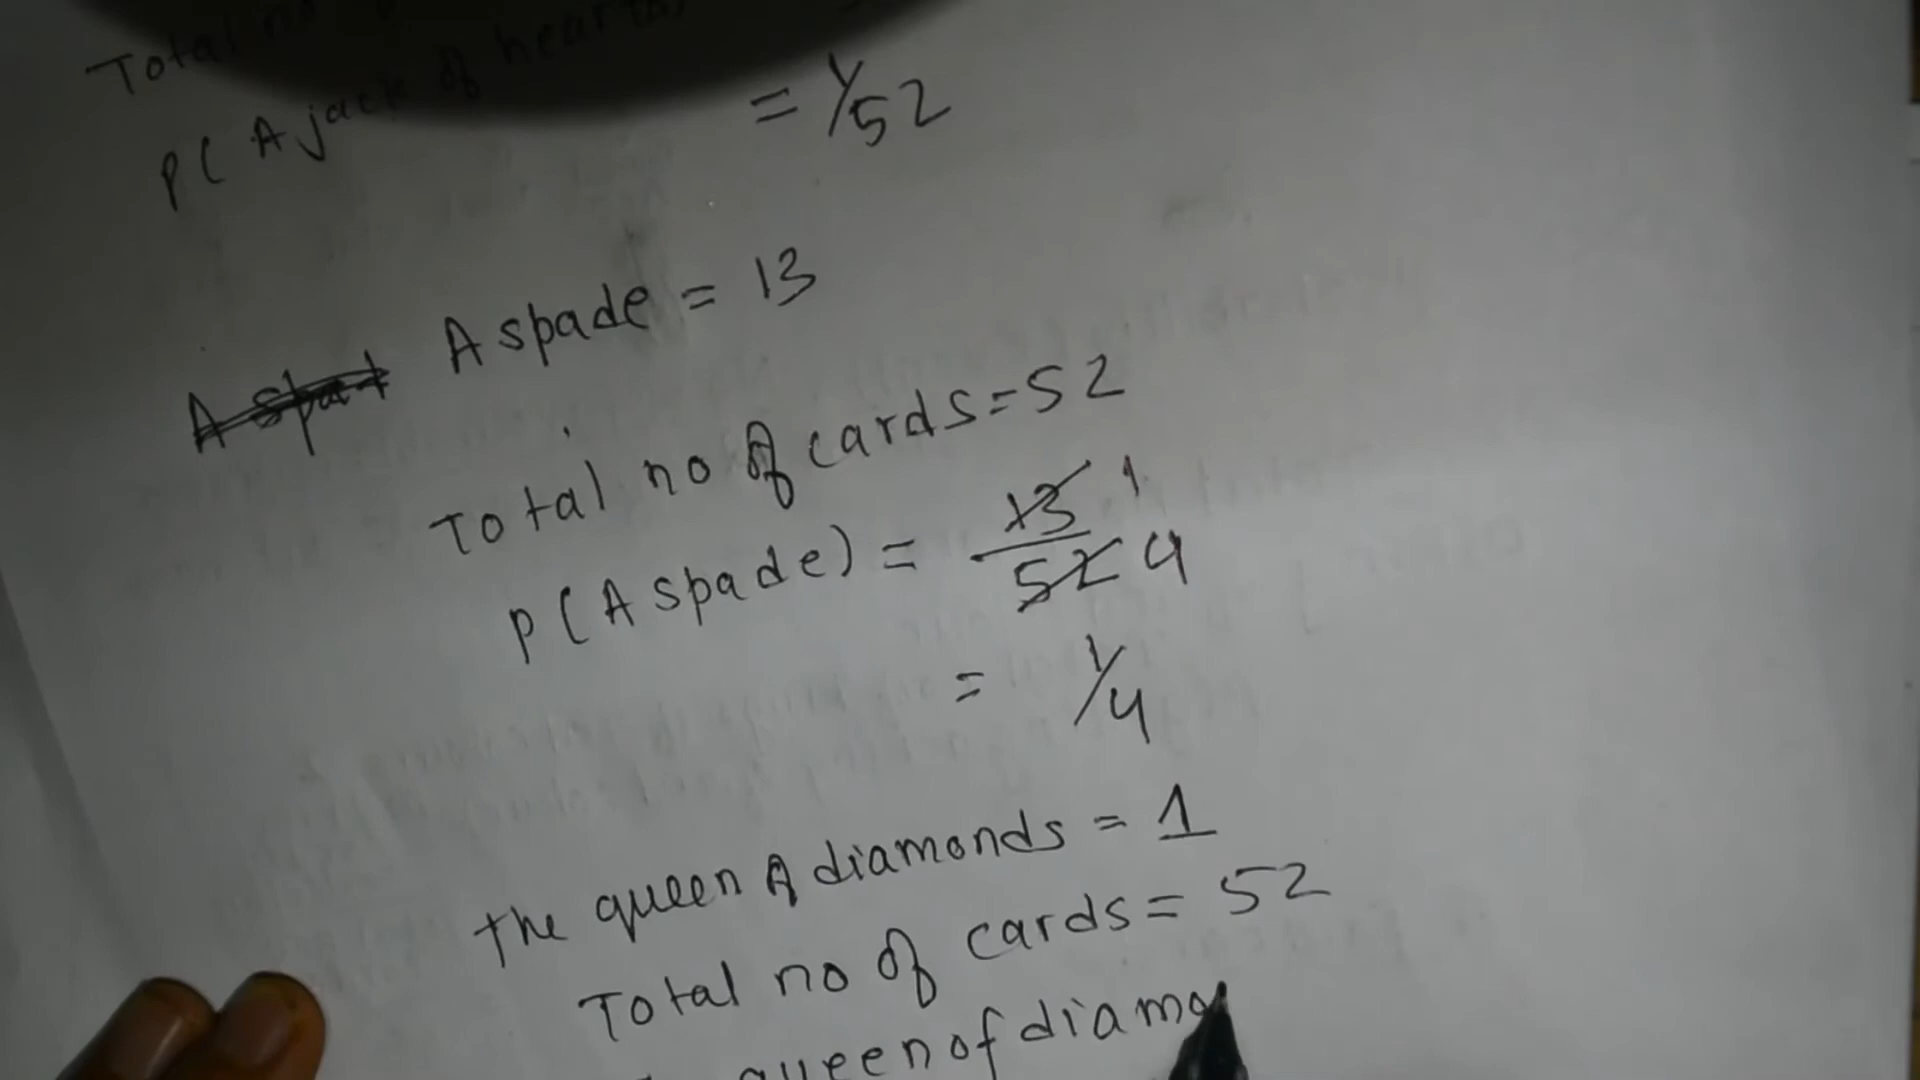 Total no
P( A jack of hearts)
= 1/52
A spade = 13
Total no of cards = 52
P(A spade) = 13/52 1 4
= 1/4
the queen of diamonds = 1
Total no of cards = 52
queen of diamo